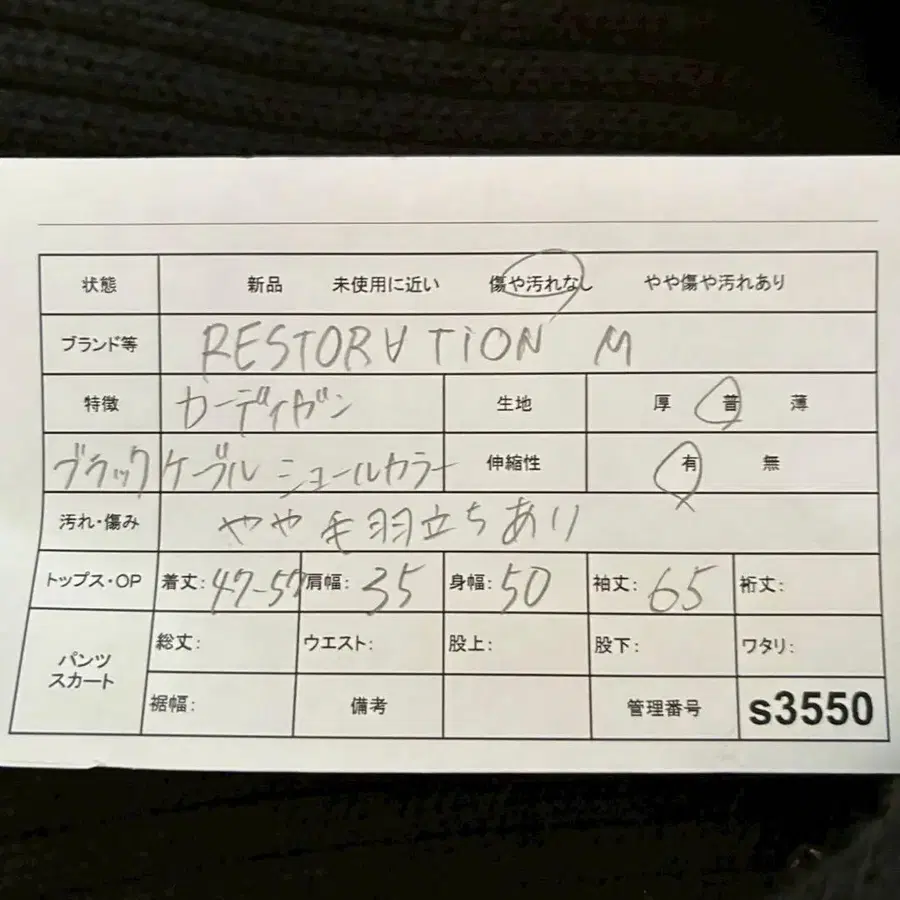 状態 新品 未使用に近い 傷や汚れなし やや傷や汚れあり
ブランド等 RESTORATION M
特徴 カーディガン 生地 厚 普 薄
ブラック ケーブル ショールカラー 伸縮性 有 無
汚れ・傷み やや毛羽立ちあり
トップス・OP 着丈: 47-57 肩幅: 35 身幅: 50 袖丈: 65 裄丈:
パンツ スカート 総丈: ウエスト: 股上: 股下: ワタリ:
裾幅: 備考 管理番号 s3550